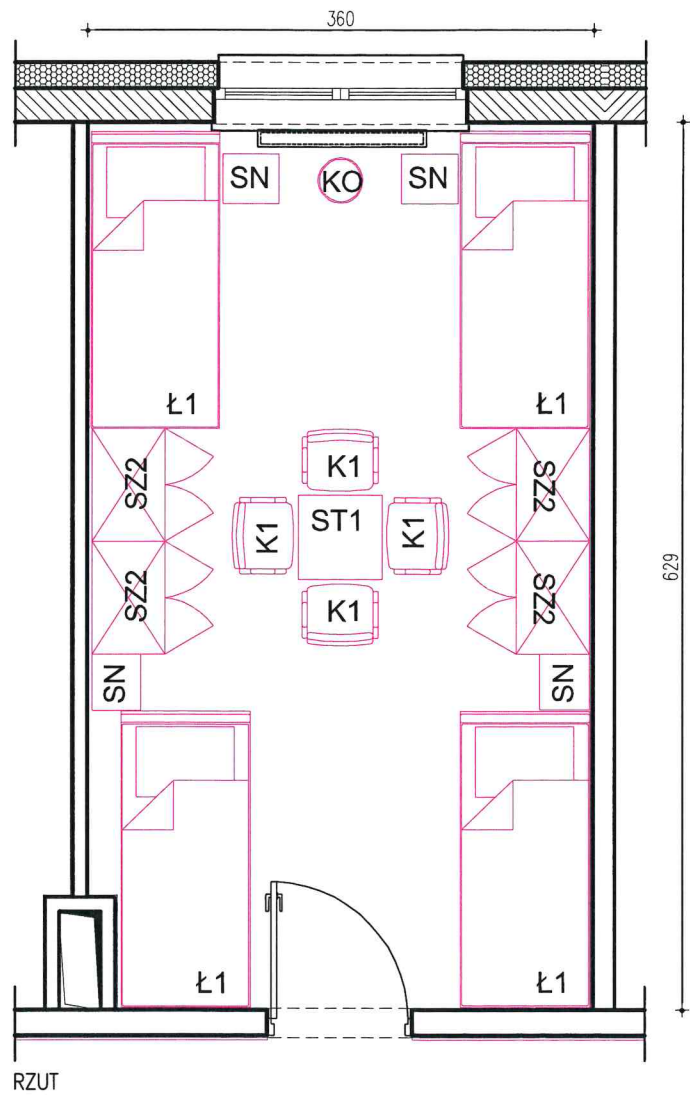 360
SN KO SN
Ł1 Ł1
SZ2 K1 SZ2
K1 ST1 K1
629
SZ2 K1 SZ2
SN SN
Ł1 Ł1
RZUT